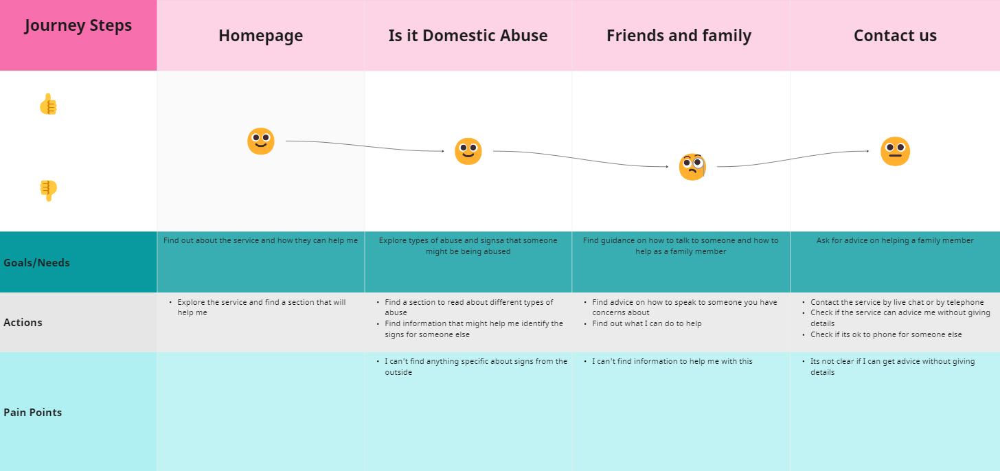 Journey Steps
Homepage
Is it Domestic Abuse
Friends and family
Contact us
Goals/Needs
Find out about the service and how they can help me
Explore types of abuse and signsa that someone
might be being abused
Find guidance on how to talk to someone and how to
help as a family member
Ask for advice on helping a family member
Actions
• Explore the service and find a section that will
help me
• Find a section to read about different types of
abuse
• Find information that might help me identify the
signs for someone else
• Find advice on how to speak to someone you have
concerns about
• Find out what I can do to help
• Contact the service by live chat or by telephone
• Check if the service can advice me without giving
details
• Check if its ok to phone for someone else
Pain Points
• I can't find anything specific about signs from the
outside
• I can't find information to help me with this
• Its not clear if I can get advice without giving
details